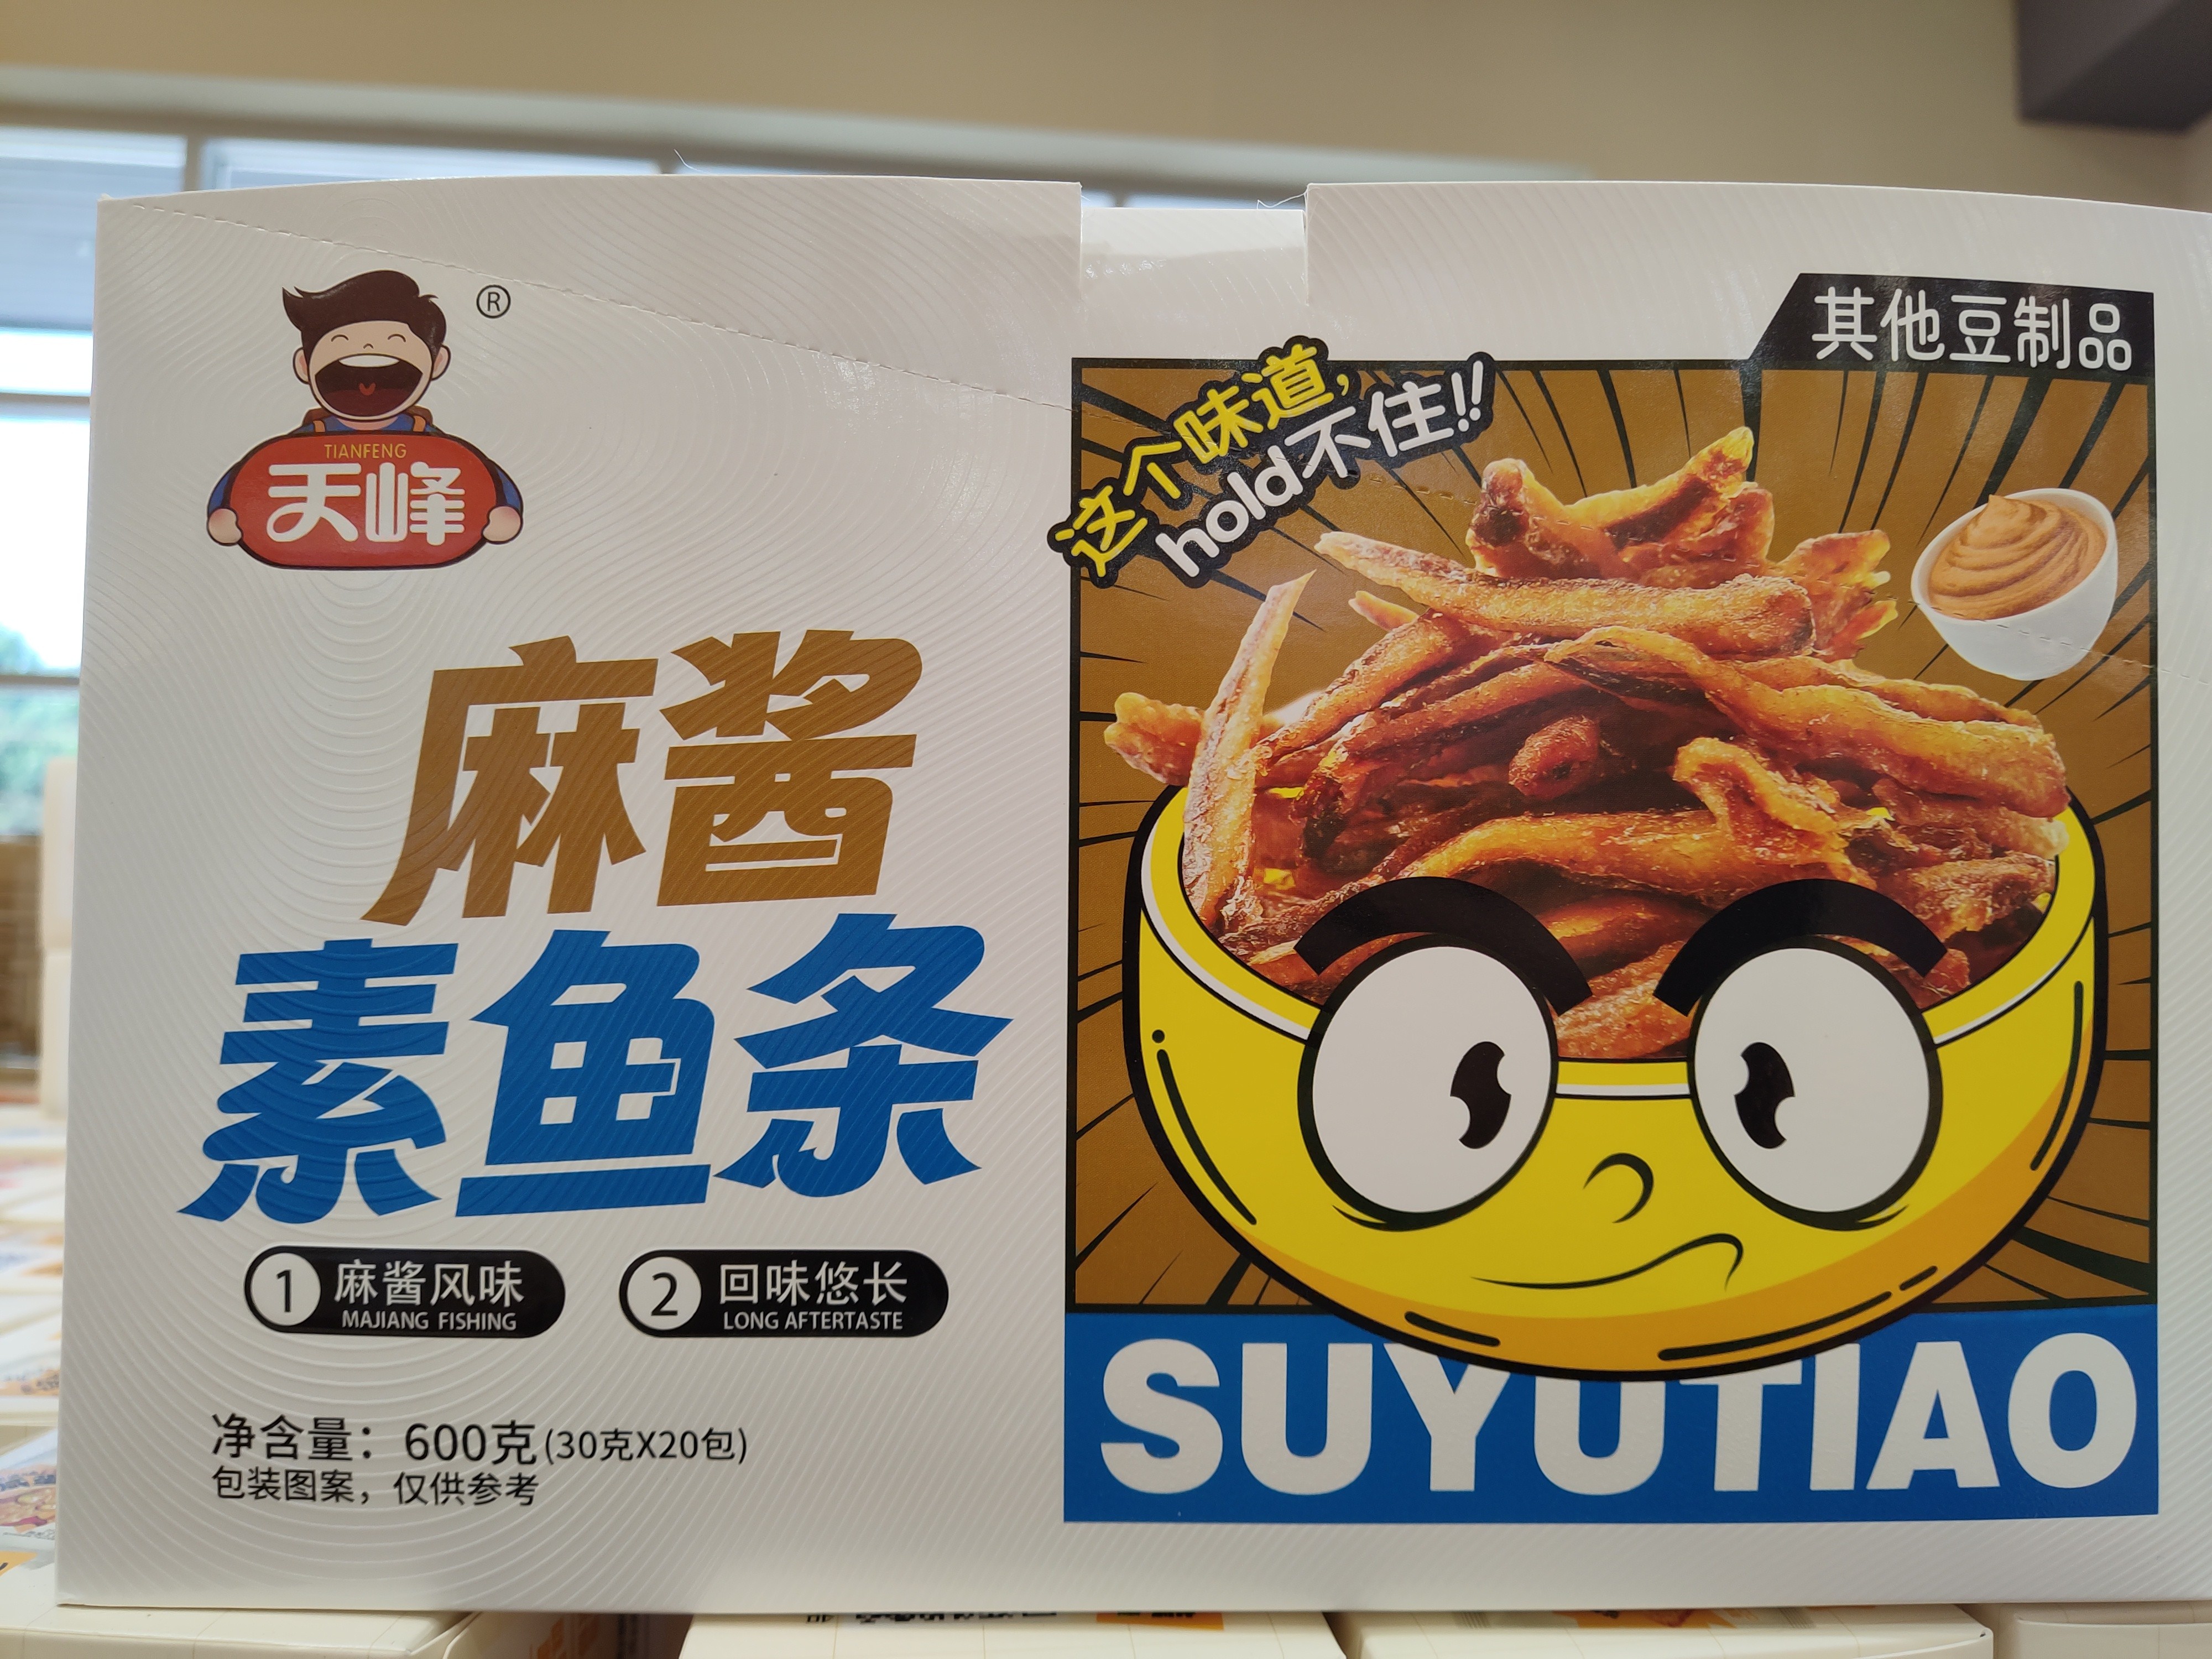 ®
TIANFENG
天峰
麻酱
素鱼条
1 麻酱风味
MAJIANG FISHING
2 回味悠长
LONG AFTERTASTE
净含量：600克(30克X20包)
包装图案，仅供参考
其他豆制品
这个味道，
hold不住!!
SUYUTIAO